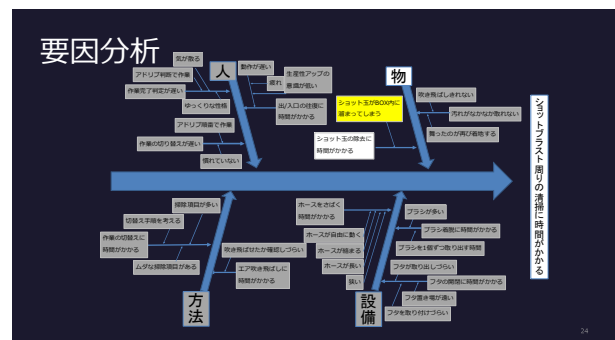 要因分析
人
物
気が散る
アドリブ判断で作業
作業完了判定が遅い
ゆっくりな性格
アドリブ順番で作業
作業の切り替えが遅い
慣れていない
動作が遅い
疲れ
生産性アップの
意識が低い
出/入口の往復に
時間がかかる
ショット玉がBOX内に
溜まってしまう
ショット玉の除去に
時間がかかる
吹き飛ばしきれない
汚れがなかなか取れない
舞ったのが再び着地する
ショットブラスト周りの清掃に時間がかかる
掃除項目が多い
切替え手順を考える
作業の切替えに
時間がかかる
ムダな掃除項目がある
吹き飛ばせたか確認しづらい
エア吹き飛ばしに
時間がかかる
方法
ホースをさばく
時間がかかる
ホースが自由に動く
ホースが絡まる
ホースが長い
狭い
ブラシが多い
ブラシ着脱に時間がかかる
ブラシを1個ずつ取り出す時間
フタが取り出しづらい
フタの開閉に時間がかかる
フタ置き場が遠い
フタを取り付けづらい
設備
24